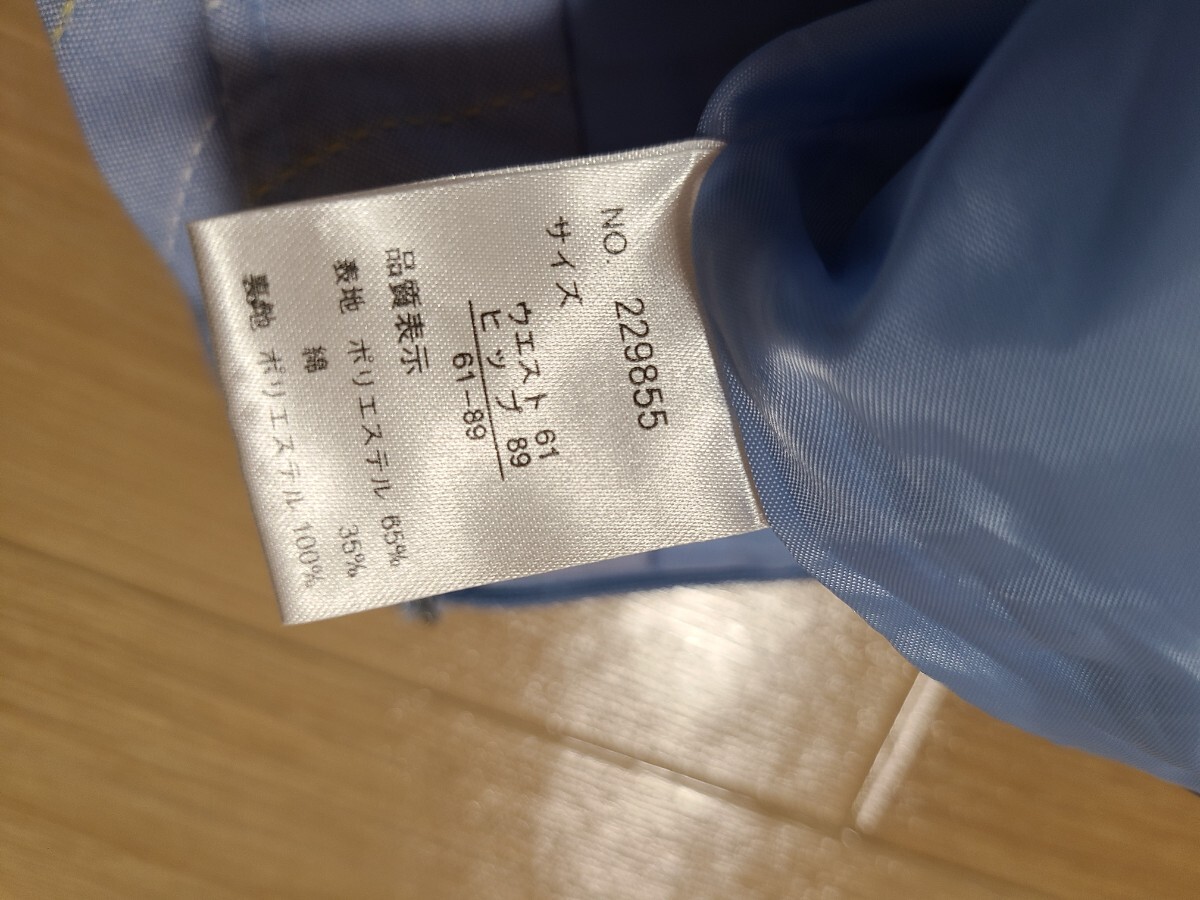 NO. 229855
サイズ
ウエスト 61
ヒップ 89
61-89
品質表示
表地 ポリエステル 65%
綿 35%
裏地 ポリエステル 100%